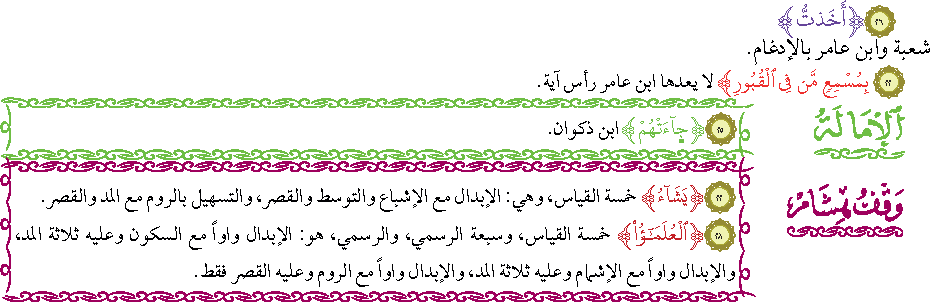 ٢٦ ﴿أَخَذتُّ﴾
شعبة وابن عامر بالإدغام.
٢٢ بِمُسْمِعٍ مَّن فِي ٱلْقُبُورِ﴾ لا يعدها ابن عامر رأس آية.
ٱلْإِمَالَةُ
٢٥ ﴿جَآءَتْهُمْ﴾ ابن ذكوان.
وَقْفُ هِشَامٍ
٢٢ ﴿يَشَآءُ﴾ خمسة القياس، وهي: الإبدال مع الإشباع والتوسط والقصر، والتسهيل بالروم مع المد والقصر.
٢٨ ﴿ٱلْعُلَمَـٰٓؤُا۟﴾ خمسة القياس، وسبعة الرسمي، والرسمي، هو: الإبدال واواً مع السكون وعليه ثلاثة المد،
والإبدال واواً مع الإشمام وعليه ثلاثة المد، والإبدال واواً مع الروم وعليه القصر فقط.